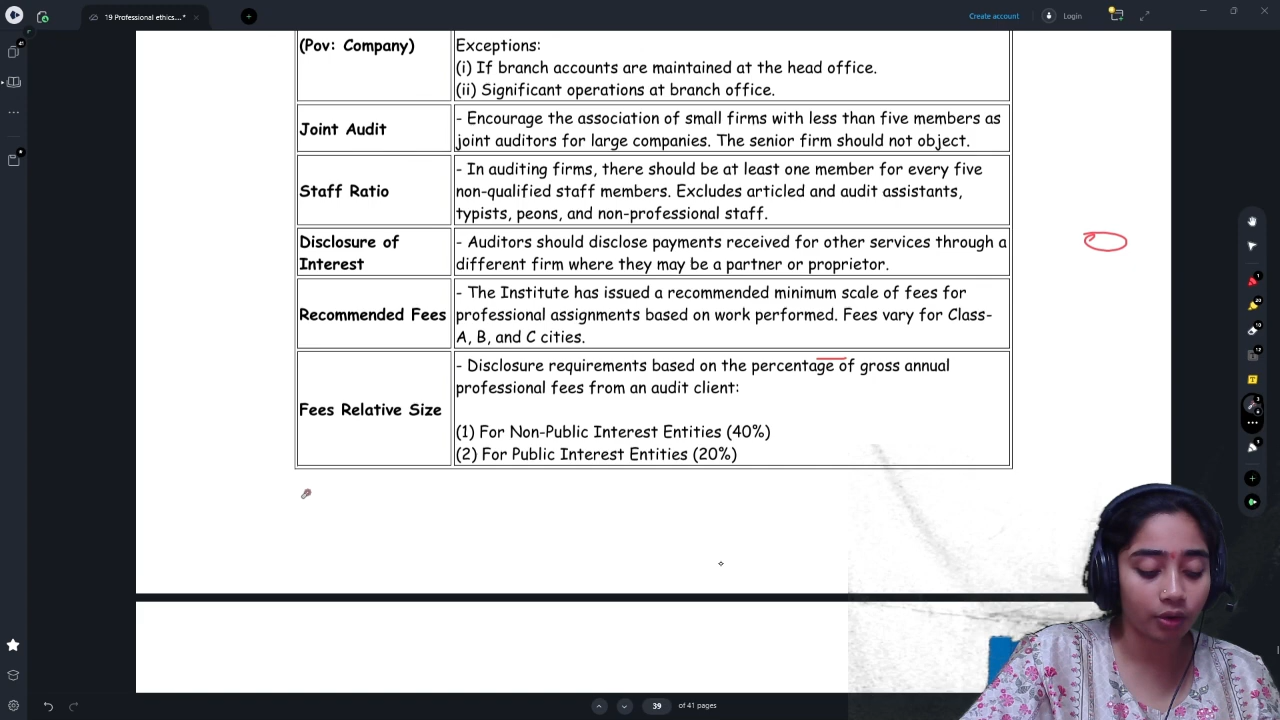 19 Professional ethics....*
Create account
Login
(Pov: Company)
Exceptions:
(i) If branch accounts are maintained at the head office.
(ii) Significant operations at branch office.
Joint Audit
- Encourage the association of small firms with less than five members as
joint auditors for large companies. The senior firm should not object.
Staff Ratio
- In auditing firms, there should be at least one member for every five
non-qualified staff members. Excludes articled and audit assistants,
typists, peons, and non-professional staff.
Disclosure of
Interest
- Auditors should disclose payments received for other services through a
different firm where they may be a partner or proprietor.
Recommended Fees
- The Institute has issued a recommended minimum scale of fees for
professional assignments based on work performed. Fees vary for Class-
A, B, and C cities.
Fees Relative Size
- Disclosure requirements based on the percentage of gross annual
professional fees from an audit client:
(1) For Non-Public Interest Entities (40%)
(2) For Public Interest Entities (20%)
39 of 41 pages